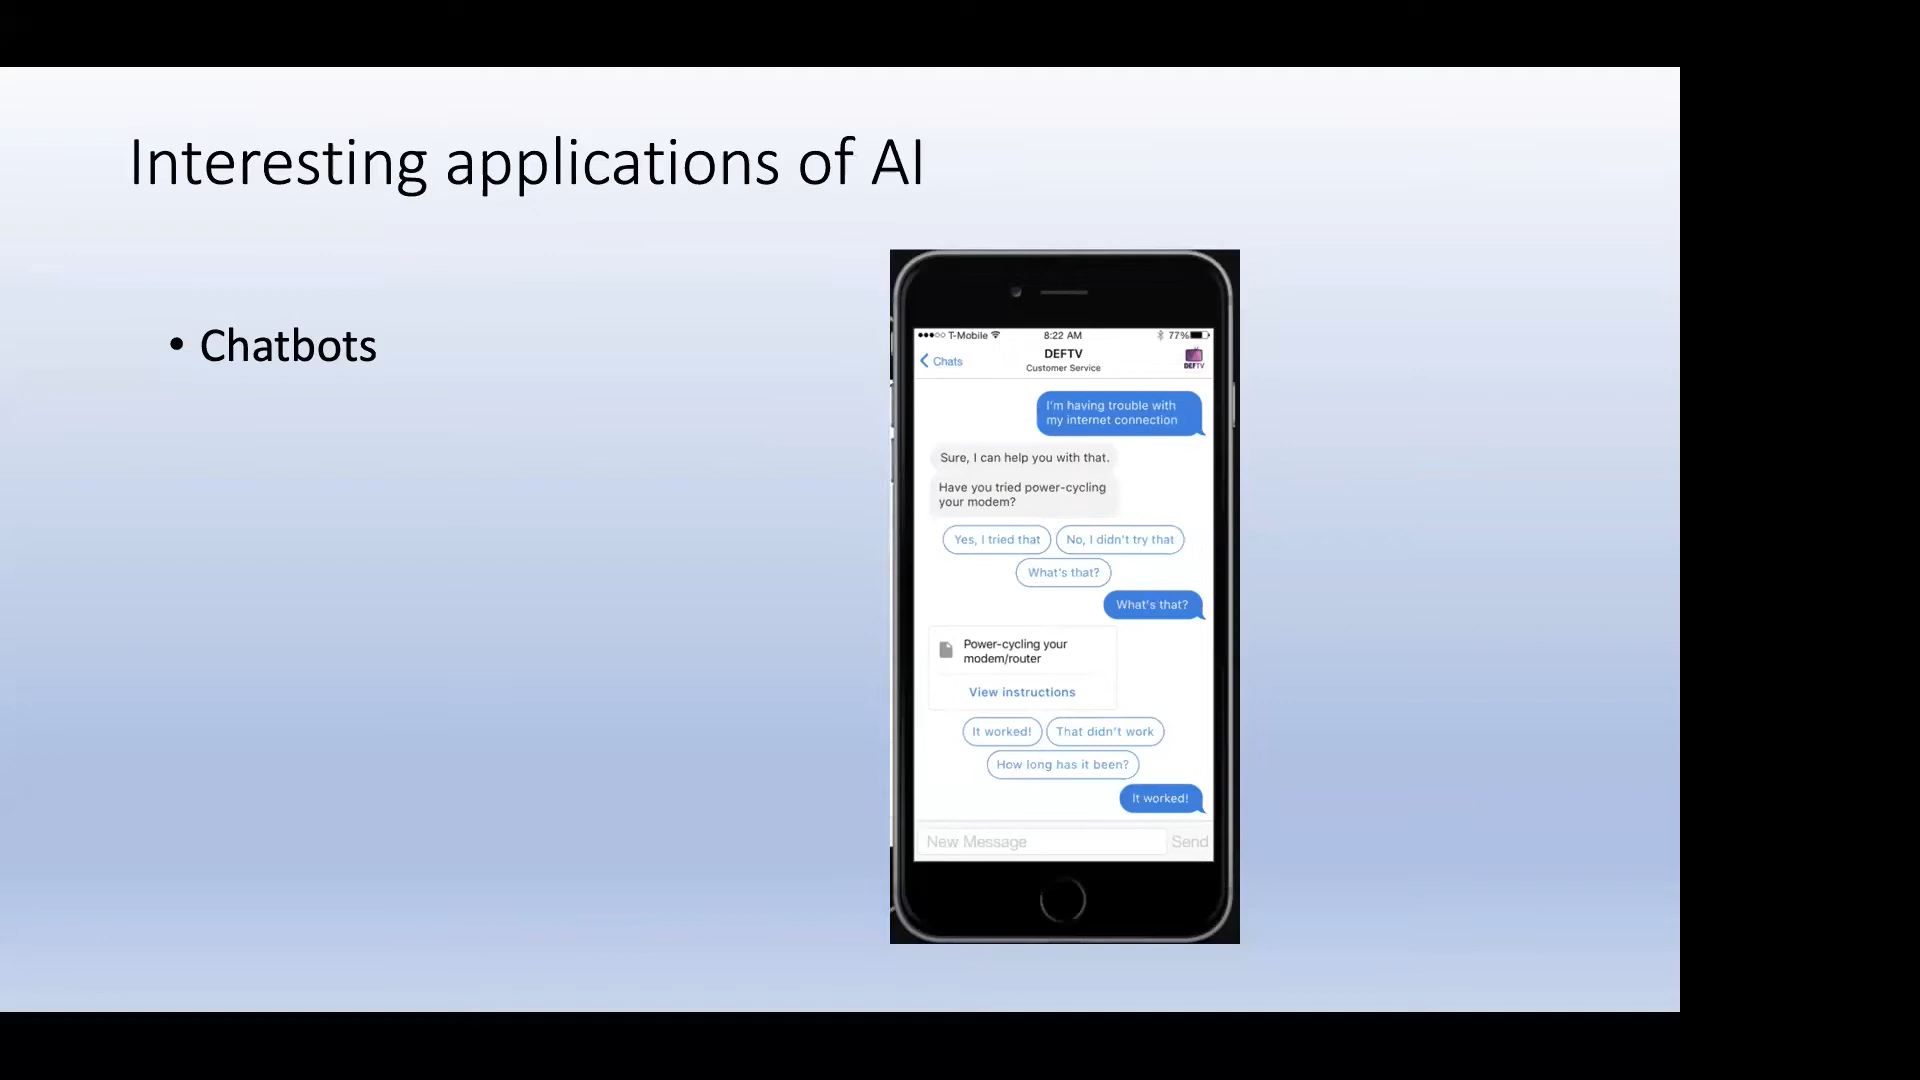 Interesting applications of AI
• Chatbots
T-Mobile 8:22 AM 77%
Chats
DEFTV
Customer Service
DEFTV
I'm having trouble with
my internet connection
Sure, I can help you with that.
Have you tried power-cycling
your modem?
Yes, I tried that
No, I didn't try that
What's that?
What's that?
Power-cycling your
modem/router
View instructions
It worked!
That didn't work
How long has it been?
It worked!
New Message
Send